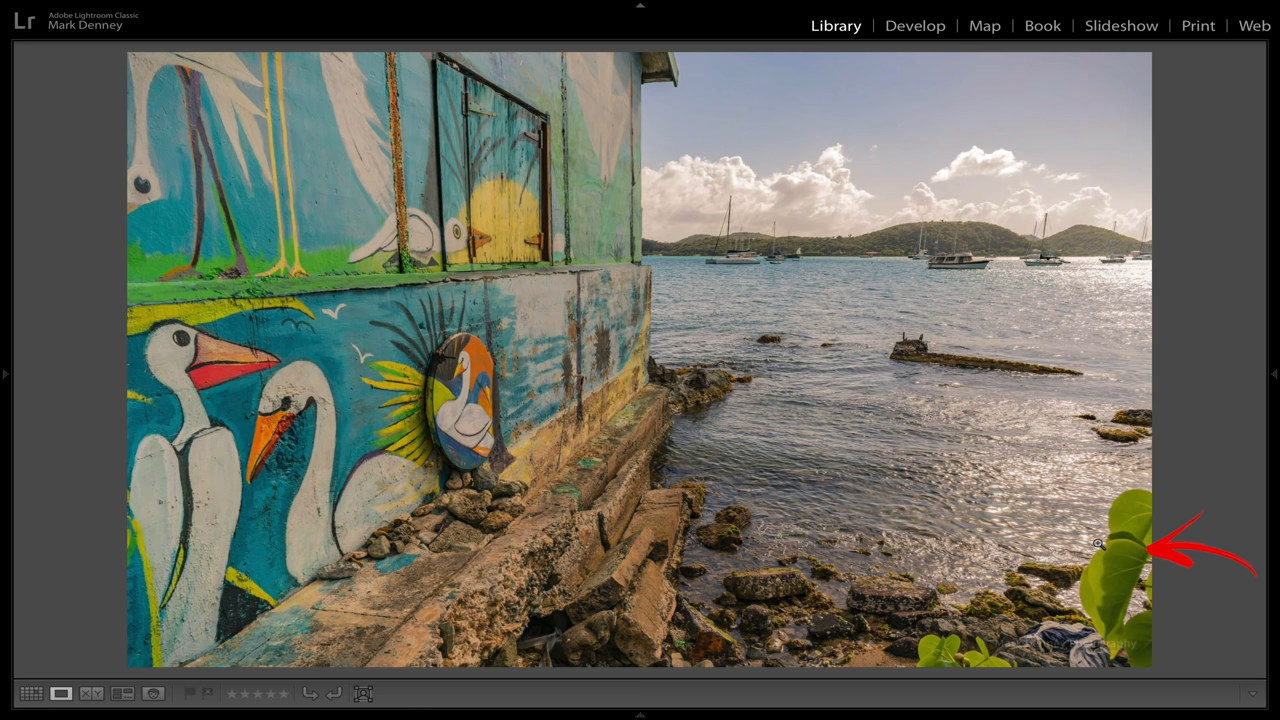 Lr
Adobe Lightroom Classic
Mark Denney
Library | Develop | Map | Book | Slideshow | Print | Web
X Y